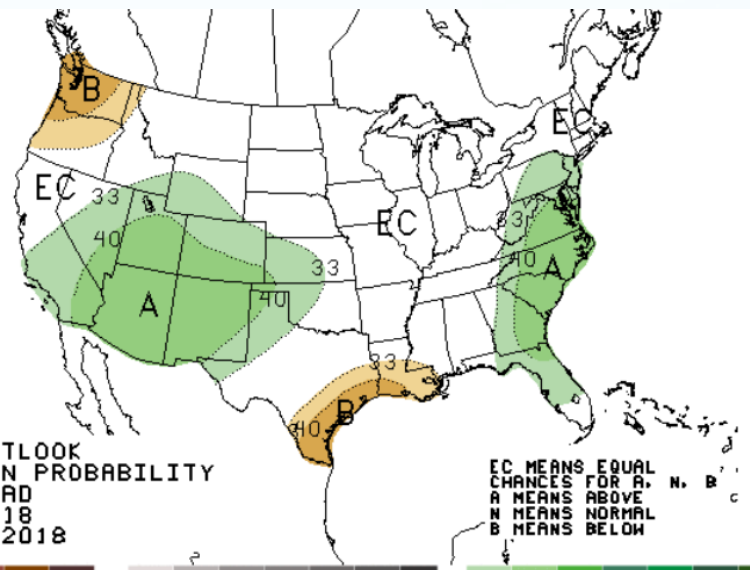 B
EC
EC
33
EC
33
40
40
A
33
A
40
33
B
40
TLOOK
N PROBABILITY
AD
18
2018
EC MEANS EQUAL
CHANCES FOR A, N, B
A MEANS ABOVE
N MEANS NORMAL
B MEANS BELOW
C